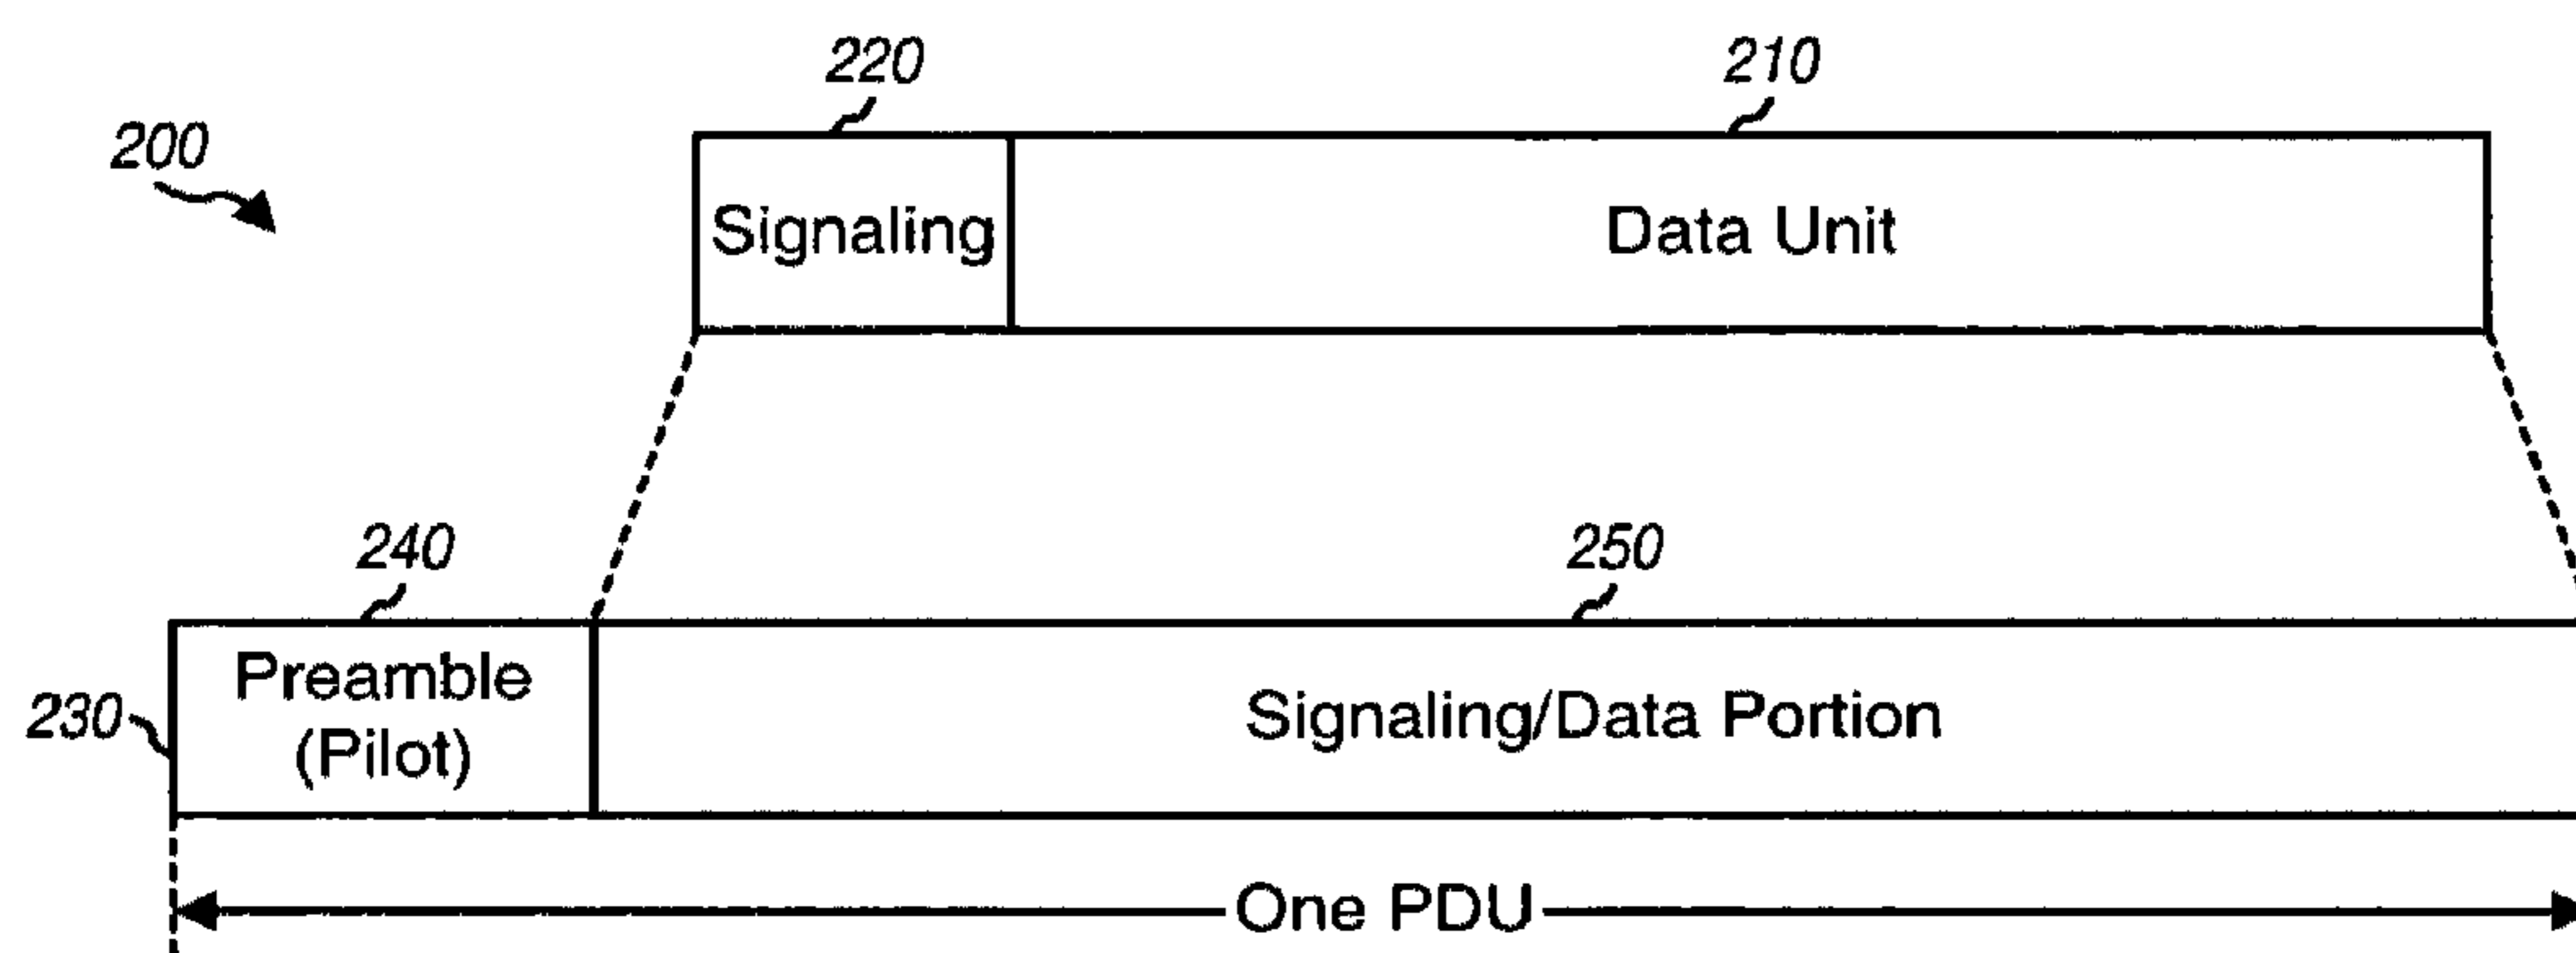 220
210
200
Signaling
Data Unit
240
250
Preamble
(Pilot)
230
Signaling/Data Portion
One PDU